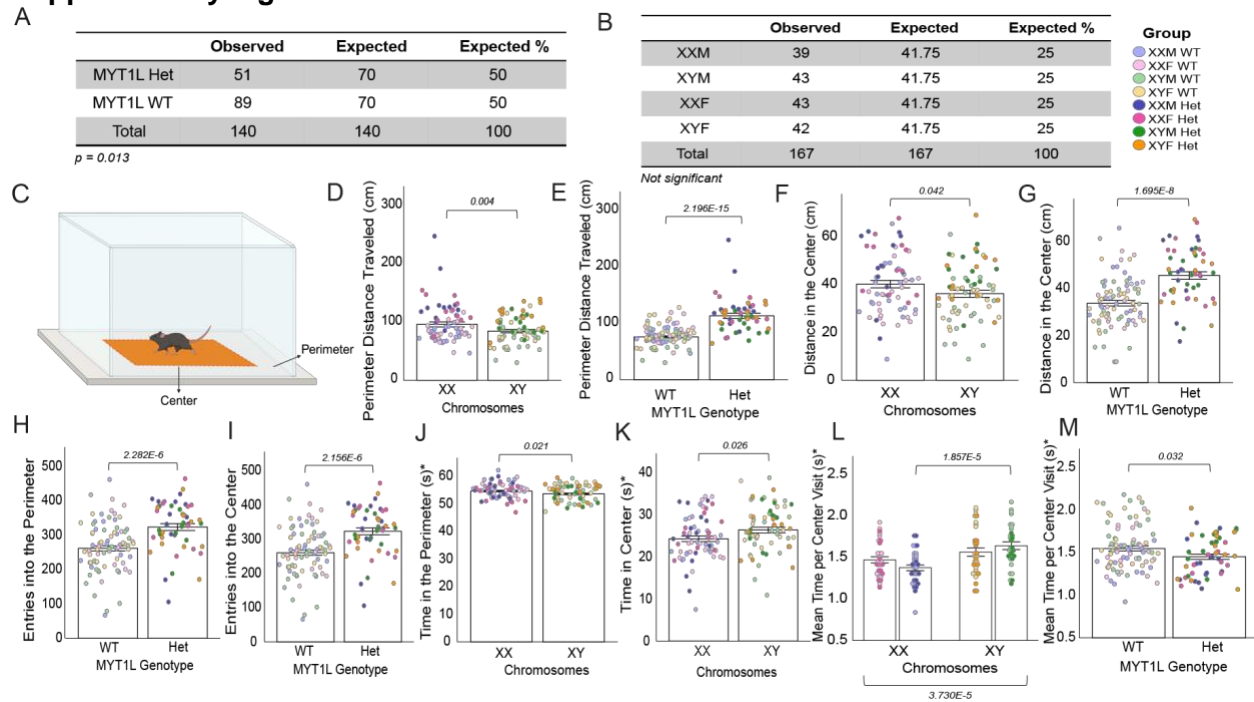 A
Observed Expected Expected %
MYT1L Het 51 70 50
MYT1L WT 89 70 50
Total 140 140 100
p = 0.013
B
Observed Expected Expected %
XXM 39 41.75 25
XYM 43 41.75 25
XXF 43 41.75 25
XYF 42 41.75 25
Total 167 167 100
Not significant
Group
XXM WT
XXF WT
XYM WT
XYF WT
XXM Het
XXF Het
XYM Het
XYF Het
C
Perimeter
Center
D
Perimeter Distance Traveled (cm)
300
200
100
0
0.004
XX XY
Chromosomes
E
Perimeter Distance Traveled (cm)
300
200
100
0
2.196E-15
WT Het
MYT1L Genotype
F
Distance in the Center (cm)
60
40
20
0
0.042
XX XY
Chromosomes
G
Distance in the Center (cm)
60
40
20
0
1.695E-8
WT Het
MYT1L Genotype
H
Entries into the Perimeter
500
400
300
200
100
0
2.282E-6
WT Het
MYT1L Genotype
I
Entries into the Center
500
400
300
200
100
0
2.156E-6
WT Het
MYT1L Genotype
J
Time in the Perimeter (s)*
60
50
40
30
20
10
0
0.021
XX XY
Chromosomes
K
Time in Center (s)*
40
30
20
10
0
0.026
XX XY
Chromosomes
L
Mean Time per Center Visit (s)*
2.5
2.0
1.5
1.0
0.5
1.857E-5
XX XY
Chromosomes
3.730E-5
M
Mean Time per Center Visit (s)*
2.5
2.0
1.5
1.0
0.5
0.032
WT Het
MYT1L Genotype